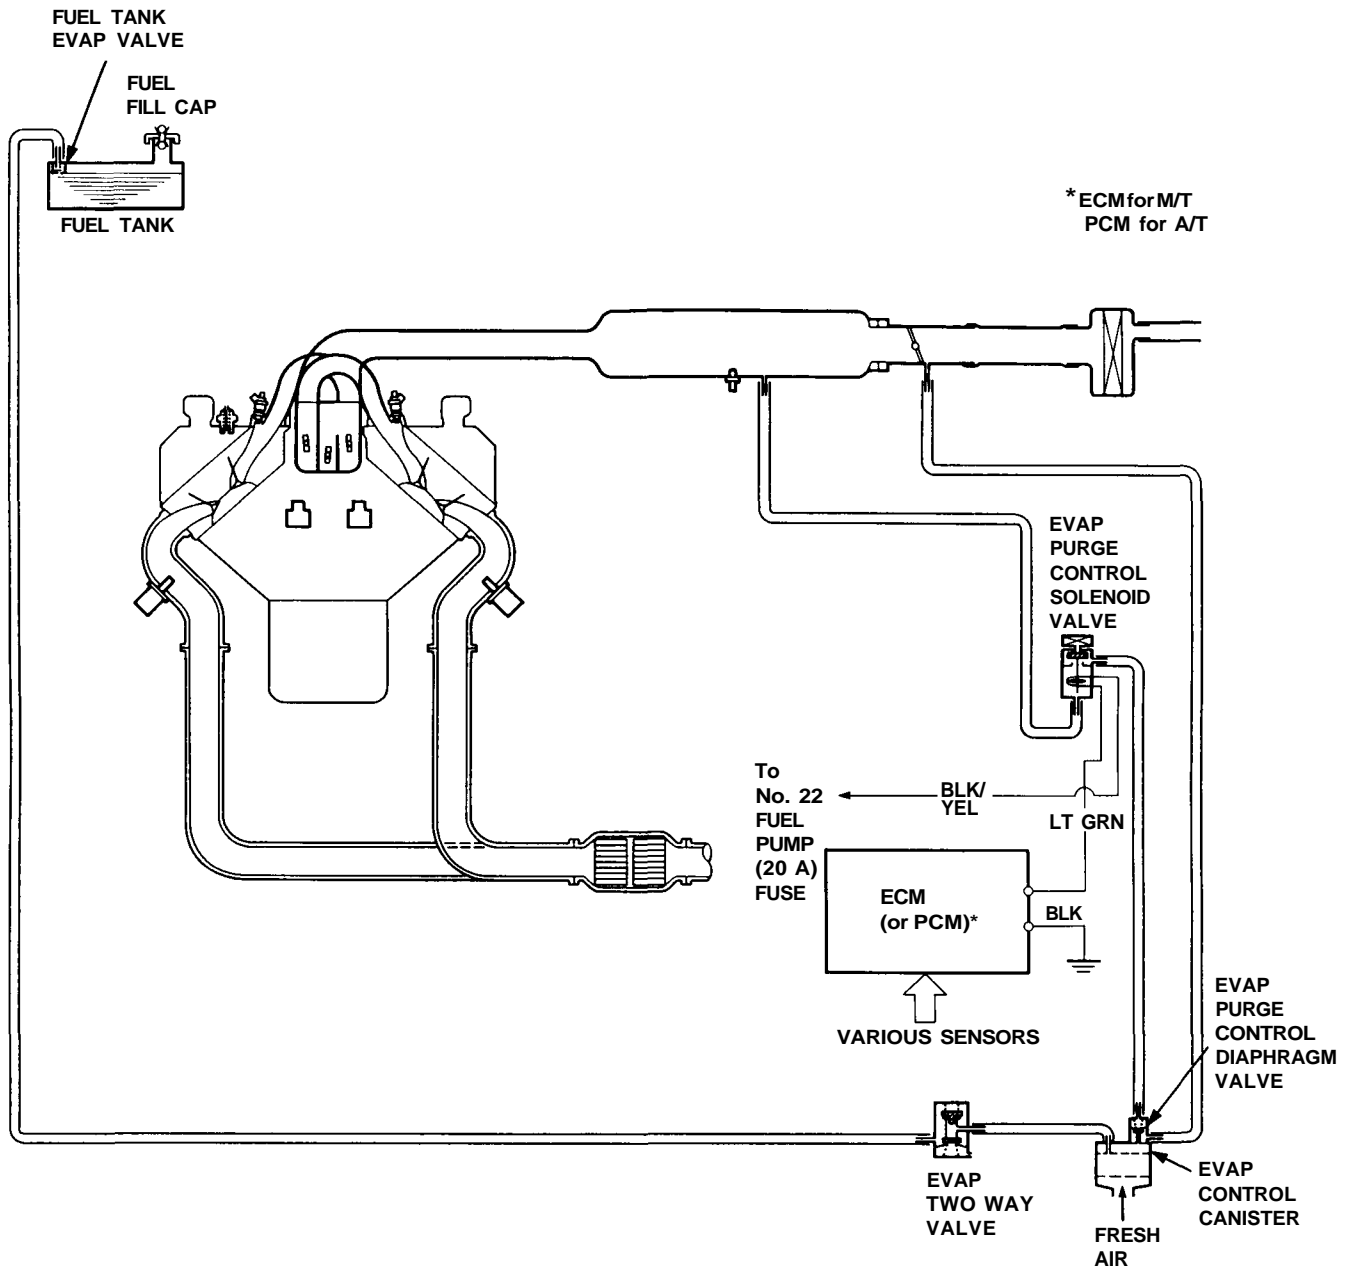 FUEL TANK
EVAP VALVE
FUEL
FILL CAP
FUEL TANK
*ECM for M/T
PCM for A/T
EVAP
PURGE
CONTROL
SOLENOID
VALVE
To
No. 22
FUEL
PUMP
(20 A)
FUSE
BLK/
YEL
LT GRN
ECM
(or PCM)*
BLK
VARIOUS SENSORS
EVAP
PURGE
CONTROL
DIAPHRAGM
VALVE
EVAP
TWO WAY
VALVE
EVAP
CONTROL
CANISTER
FRESH
AIR